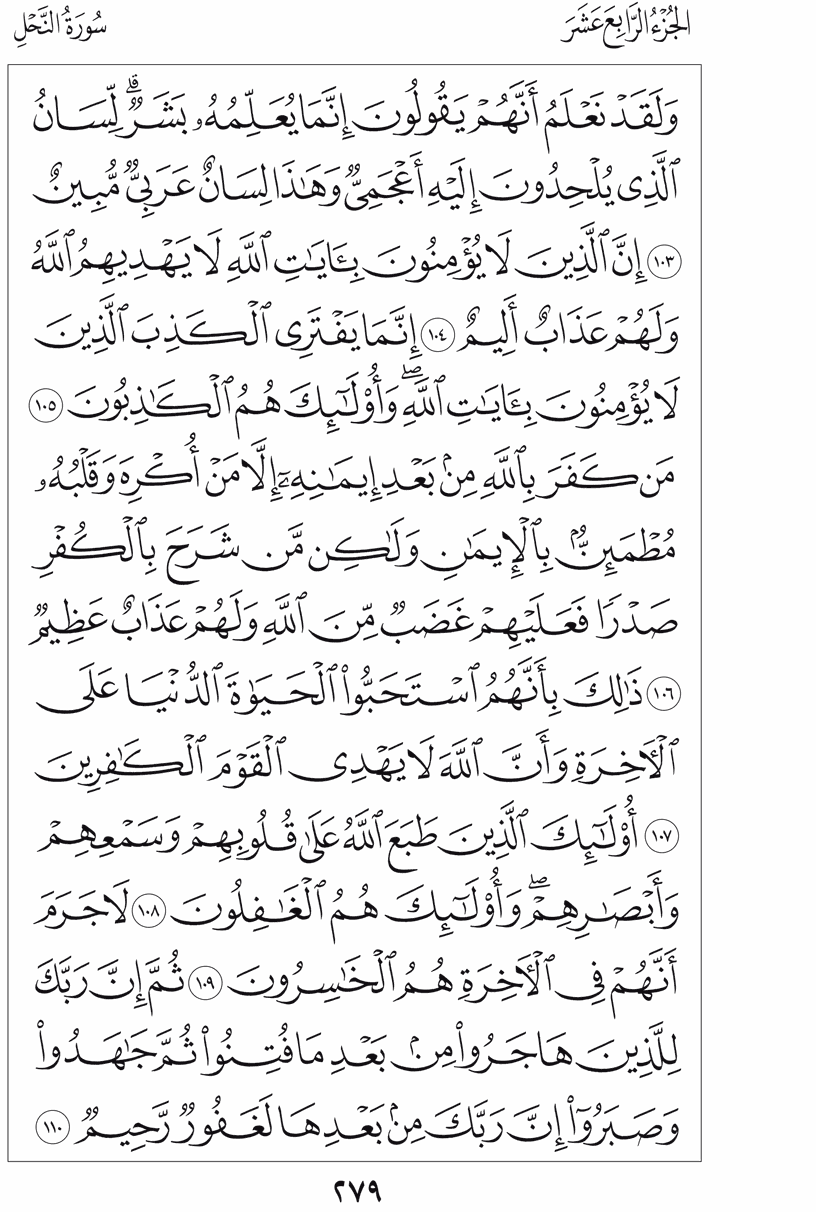 الجُزْءُ الرَّابِعَ عَشَرَ
سُورَةُ النَّحْلِ
وَلَقَدْ نَعْلَمُ أَنَّهُمْ يَقُولُونَ إِنَّمَا يُعَلِّمُهُۥ بَشَرٌۗ لِّسَانُ
ٱلَّذِى يُلْحِدُونَ إِلَيْهِ أَعْجَمِىٌّ وَهَٰذَا لِسَانٌ عَرَبِىٌّ مُّبِينٌ
١٠٣ إِنَّ ٱلَّذِينَ لَا يُؤْمِنُونَ بِـَٔايَٰتِ ٱللَّهِ لَا يَهْدِيهِمُ ٱللَّهُ
وَلَهُمْ عَذَابٌ أَلِيمٌ ١٠٤ إِنَّمَا يَفْتَرِى ٱلْكَذِبَ ٱلَّذِينَ
لَا يُؤْمِنُونَ بِـَٔايَٰتِ ٱللَّهِۖ وَأُو۟لَٰٓئِكَ هُمُ ٱلْكَٰذِبُونَ ١٠٥
مَن كَفَرَ بِٱللَّهِ مِنۢ بَعْدِ إِيمَٰنِهِۦٓ إِلَّا مَنْ أُكْرِهَ وَقَلْبُهُۥ
مُطْمَئِنٌّۢ بِٱلْإِيمَٰنِ وَلَٰكِن مَّن شَرَحَ بِٱلْكُفْرِ
صَدْرًا فَعَلَيْهِمْ غَضَبٌ مِّنَ ٱللَّهِ وَلَهُمْ عَذَابٌ عَظِيمٌ
١٠٦ ذَٰلِكَ بِأَنَّهُمُ ٱسْتَحَبُّوا۟ ٱلْحَيَوٰةَ ٱلدُّنْيَا عَلَى
ٱلْءَاخِرَةِ وَأَنَّ ٱللَّهَ لَا يَهْدِى ٱلْقَوْمَ ٱلْكَٰفِرِينَ
١٠٧ أُو۟لَٰٓئِكَ ٱلَّذِينَ طَبَعَ ٱللَّهُ عَلَىٰ قُلُوبِهِمْ وَسَمْعِهِمْ
وَأَبْصَٰرِهِمْۖ وَأُو۟لَٰٓئِكَ هُمُ ٱلْغَٰفِلُونَ ١٠٨ لَا جَرَمَ
أَنَّهُمْ فِى ٱلْءَاخِرَةِ هُمُ ٱلْخَٰسِرُونَ ١٠٩ ثُمَّ إِنَّ رَبَّكَ
لِلَّذِينَ هَاجَرُوا۟ مِنۢ بَعْدِ مَا فُتِنُوا۟ ثُمَّ جَٰهَدُوا۟
وَصَبَرُوٓا۟ إِنَّ رَبَّكَ مِنۢ بَعْدِهَا لَغَفُورٌ رَّحِيمٌ ١١٠
٢٧٩